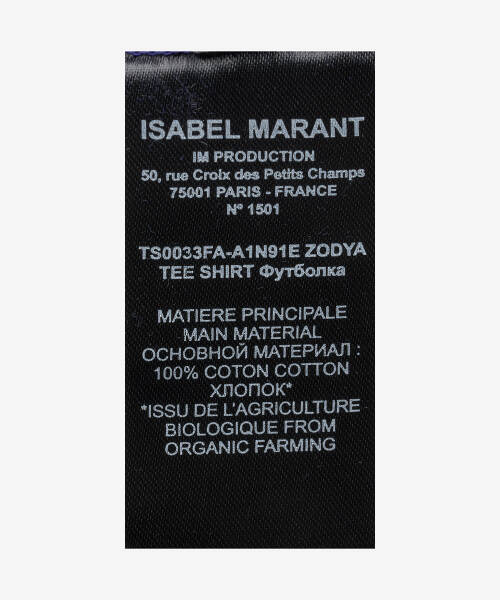 ISABEL MARANT
IM PRODUCTION
50, rue Croix des Petits Champs
75001 PARIS - FRANCE
Nº 1501
TS0033FA-A1N91E ZODYA
TEE SHIRT Футболка
MATIERE PRINCIPALE
MAIN MATERIAL
ОСНОВНОЙ МАТЕРИАЛ :
100% COTON COTTON
ХЛОПОК*
*ISSU DE L'AGRICULTURE
BIOLOGIQUE FROM
ORGANIC FARMING